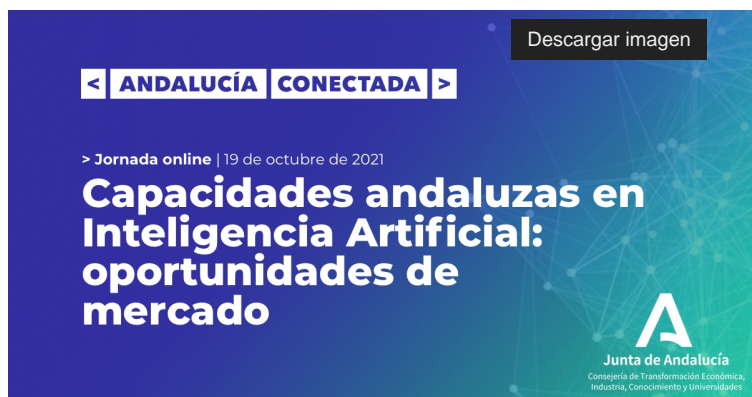 Descargar imagen
< ANDALUCÍA CONECTADA >
> Jornada online | 19 de octubre de 2021
Capacidades andaluzas en
Inteligencia Artificial:
oportunidades de
mercado
Junta de Andalucía
Consejería de Transformación Económica,
Industria, Conocimiento y Universidades